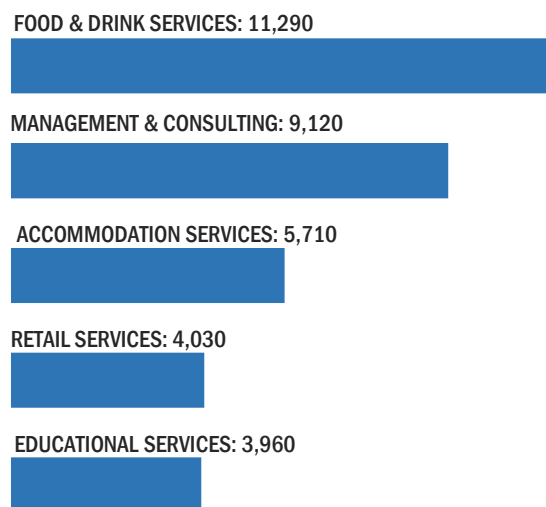 FOOD & DRINK SERVICES: 11,290
MANAGEMENT & CONSULTING: 9,120
ACCOMMODATION SERVICES: 5,710
RETAIL SERVICES: 4,030
EDUCATIONAL SERVICES: 3,960